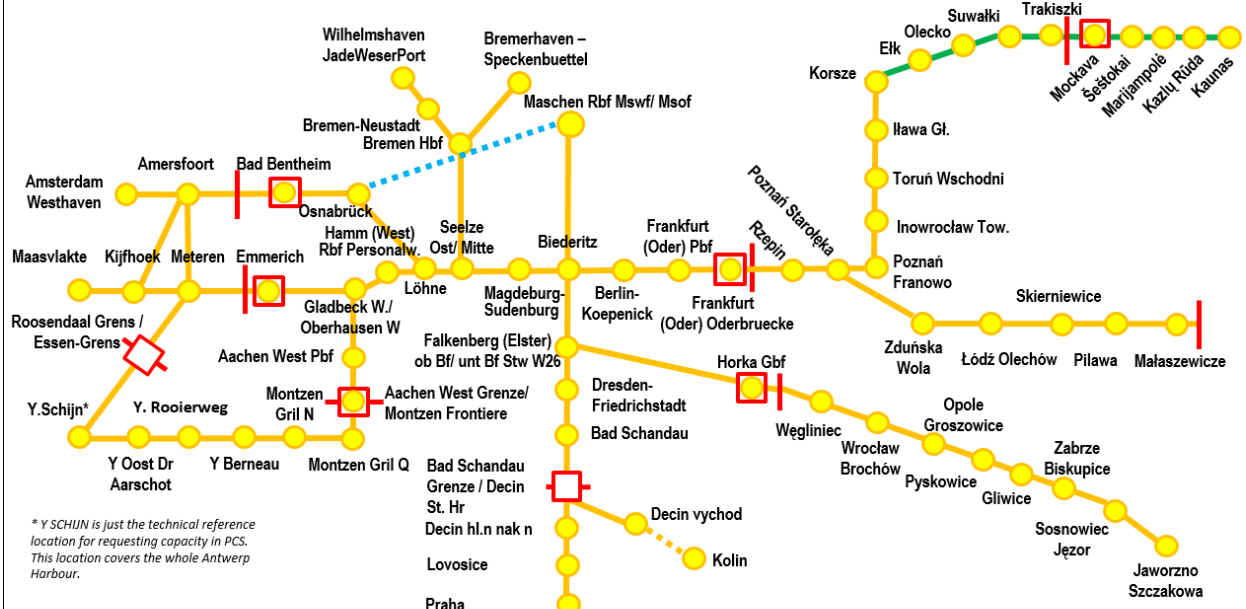 Wilhelmshaven
JadeWeserPort
Bremerhaven –
Speckenbuettel
Maschen Rbf Mswf/ Msof
Bremen-Neustadt
Bremen Hbf
Trakiszki
Suwałki
Olecko
Ełk
Korsze
Mockava
Šeštokai
Marijampolé
Kazlų Rūda
Kaunas
Iława Gł.
Toruń Wschodni
Inowrocław Tow.
Poznań
Franowo
Poznań Starołęka
Rzepin
Amersfoort
Bad Bentheim
Amsterdam
Westhaven
Osnabrück
Hamm (West)
Rbf Personalw.
Seelze
Ost/ Mitte
Löhne
Biederitz
Frankfurt
(Oder) Pbf
Maasvlakte
Kijfhoek
Meteren
Emmerich
Gladbeck W./
Oberhausen W
Magdeburg-
Sudenburg
Berlin-
Koepenick
Frankfurt
(Oder) Oderbruecke
Skierniewice
Zduńska
Wola
Łódź Olechów
Pilawa
Małaszewicze
Roosendaal Grens /
Essen-Grens
Aachen West Pbf
Falkenberg (Elster)
ob Bf/ unt Bf Stw W26
Horka Gbf
Y.Schijn*
Y. Rooierweg
Montzen
Gril N
Aachen West Grenze/
Montzen Frontiere
Dresden-
Friedrichstadt
Węgliniec
Opole
Groszowice
Y Oost Dr
Aarschot
Y Berneau
Montzen Gril Q
Bad Schandau
Wrocław
Brochów
Zabrze
Biskupice
Bad Schandau
Grenze / Decin
St. Hr
Pyskowice
Gliwice
Decin vychod
Decin hl.n nak n
Sosnowiec
Jęzor
Kolin
Lovosice
Jaworzno
Szczakowa
Praha
* Y SCHIJN is just the technical reference
location for requesting capacity in PCS.
This location covers the whole Antwerp
Harbour.